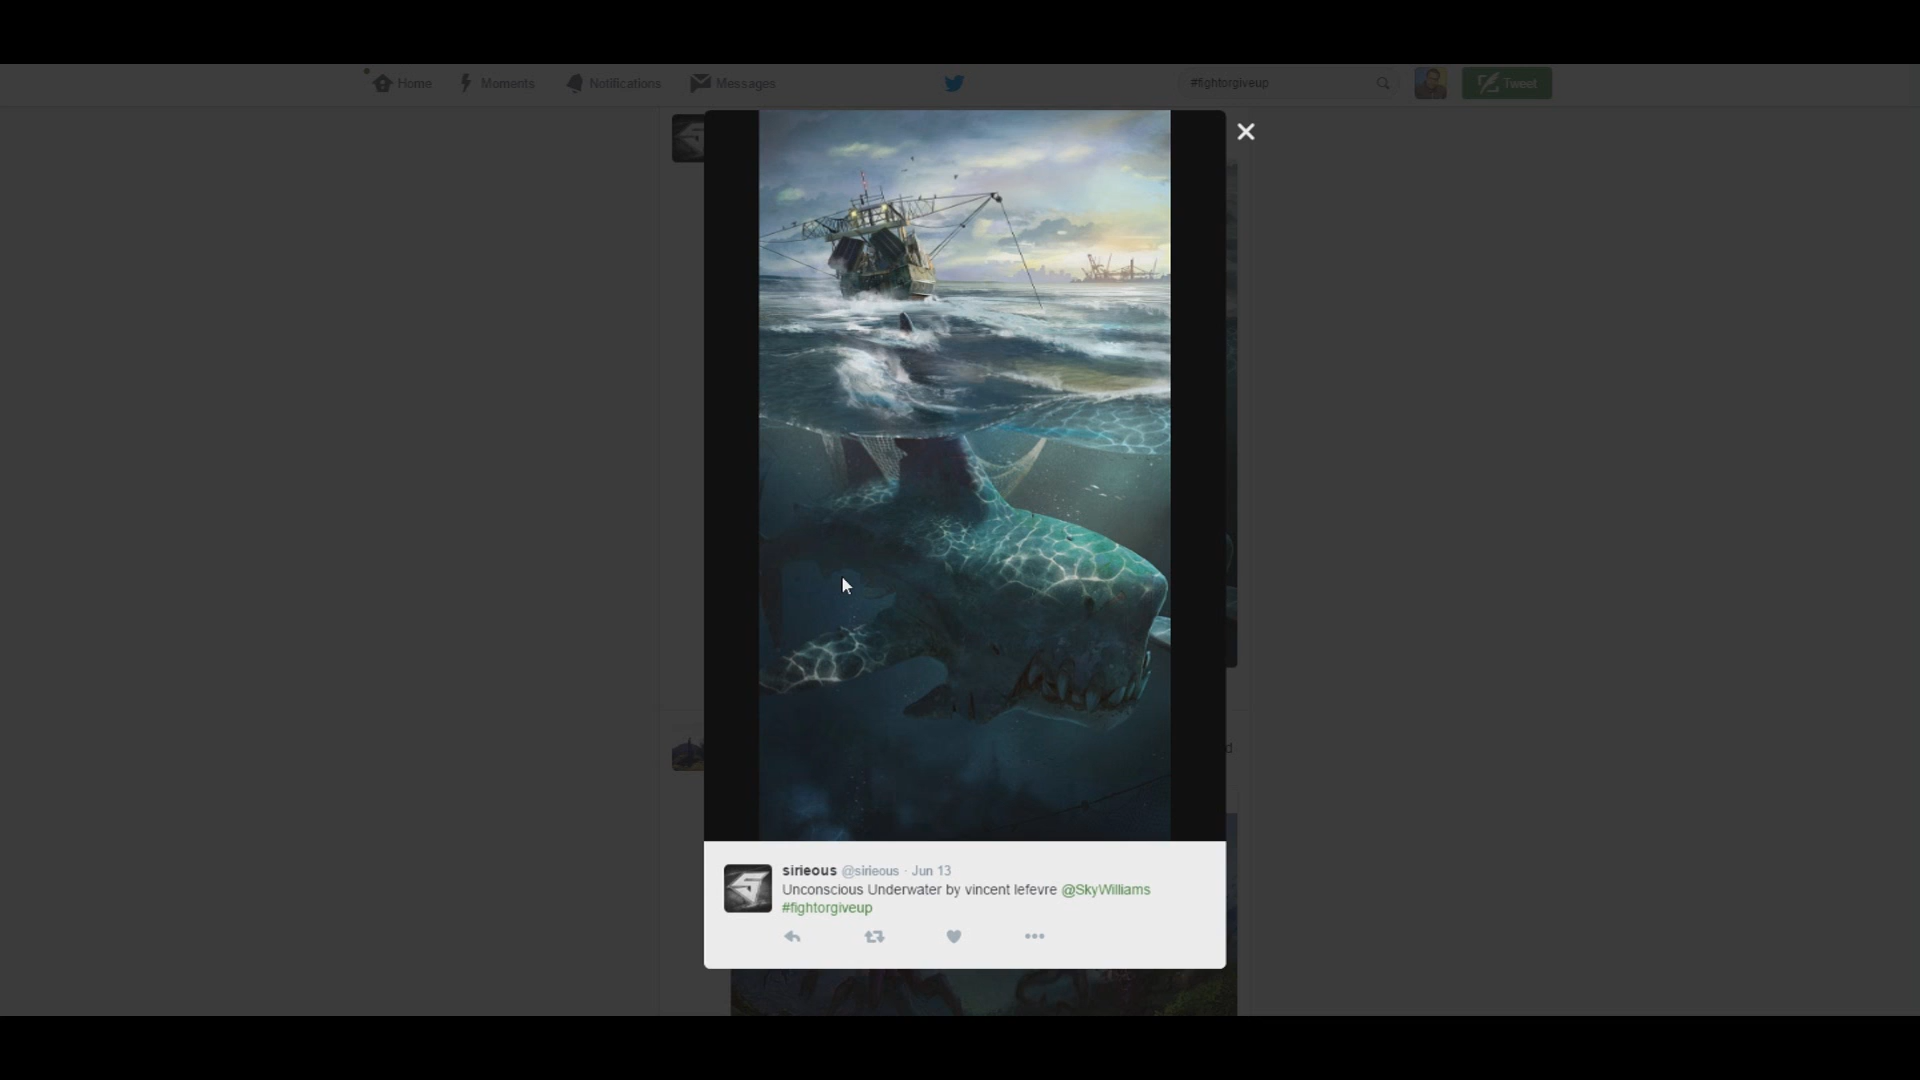 Home Moments Notifications Messages #fightorgiveup Tweet
sirieous @sirieous · Jun 13
Unconscious Underwater by vincent lefevre @SkyWilliams
#fightorgiveup